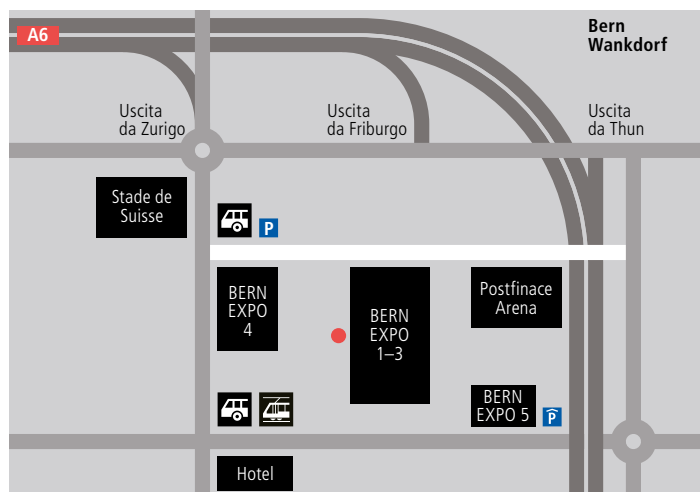 A6
Bern
Wankdorf
Uscita
da Zurigo
Uscita
da Friburgo
Uscita
da Thun
Stade de
Suisse
P
BERN
EXPO
4
BERN
EXPO
1–3
Postfinace
Arena
BERN
EXPO 5
P
Hotel